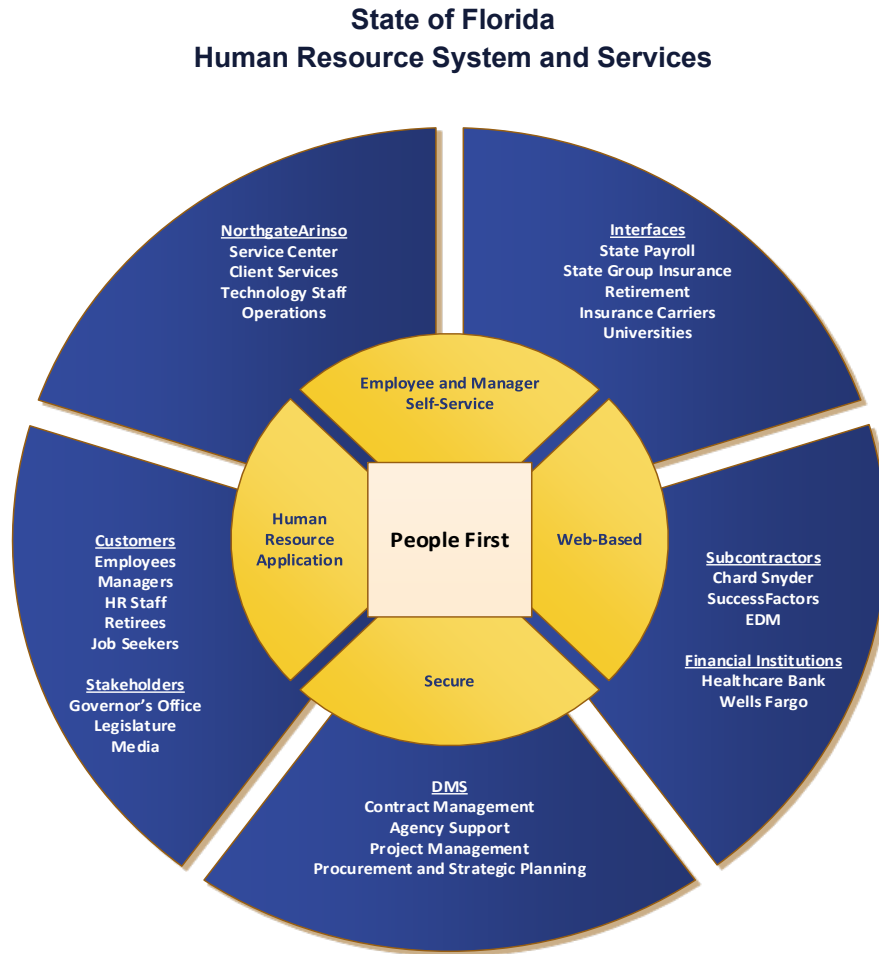 State of Florida
Human Resource System and Services
NorthgateArinso
Service Center
Client Services
Technology Staff
Operations
Interfaces
State Payroll
State Group Insurance
Retirement
Insurance Carriers
Universities
Employee and Manager
Self-Service
Human
Resource
Application
People First
Web-Based
Secure
Customers
Employees
Managers
HR Staff
Retirees
Job Seekers
Stakeholders
Governor’s Office
Legislature
Media
Subcontractors
Chard Snyder
SuccessFactors
EDM
Financial Institutions
Healthcare Bank
Wells Fargo
DMS
Contract Management
Agency Support
Project Management
Procurement and Strategic Planning